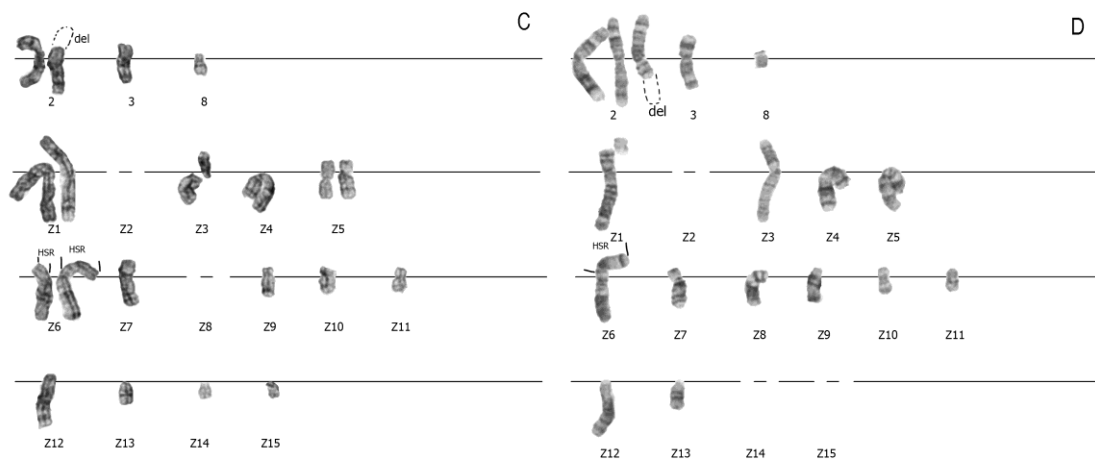 C
del
2 3 8
Z1 Z2 Z3 Z4 Z5
HSR HSR
Z6 Z7 Z8 Z9 Z10 Z11
Z12 Z13 Z14 Z15
D
2 3 8
del
Z1 Z2 Z3 Z4 Z5
HSR
Z6 Z7 Z8 Z9 Z10 Z11
Z12 Z13 Z14 Z15